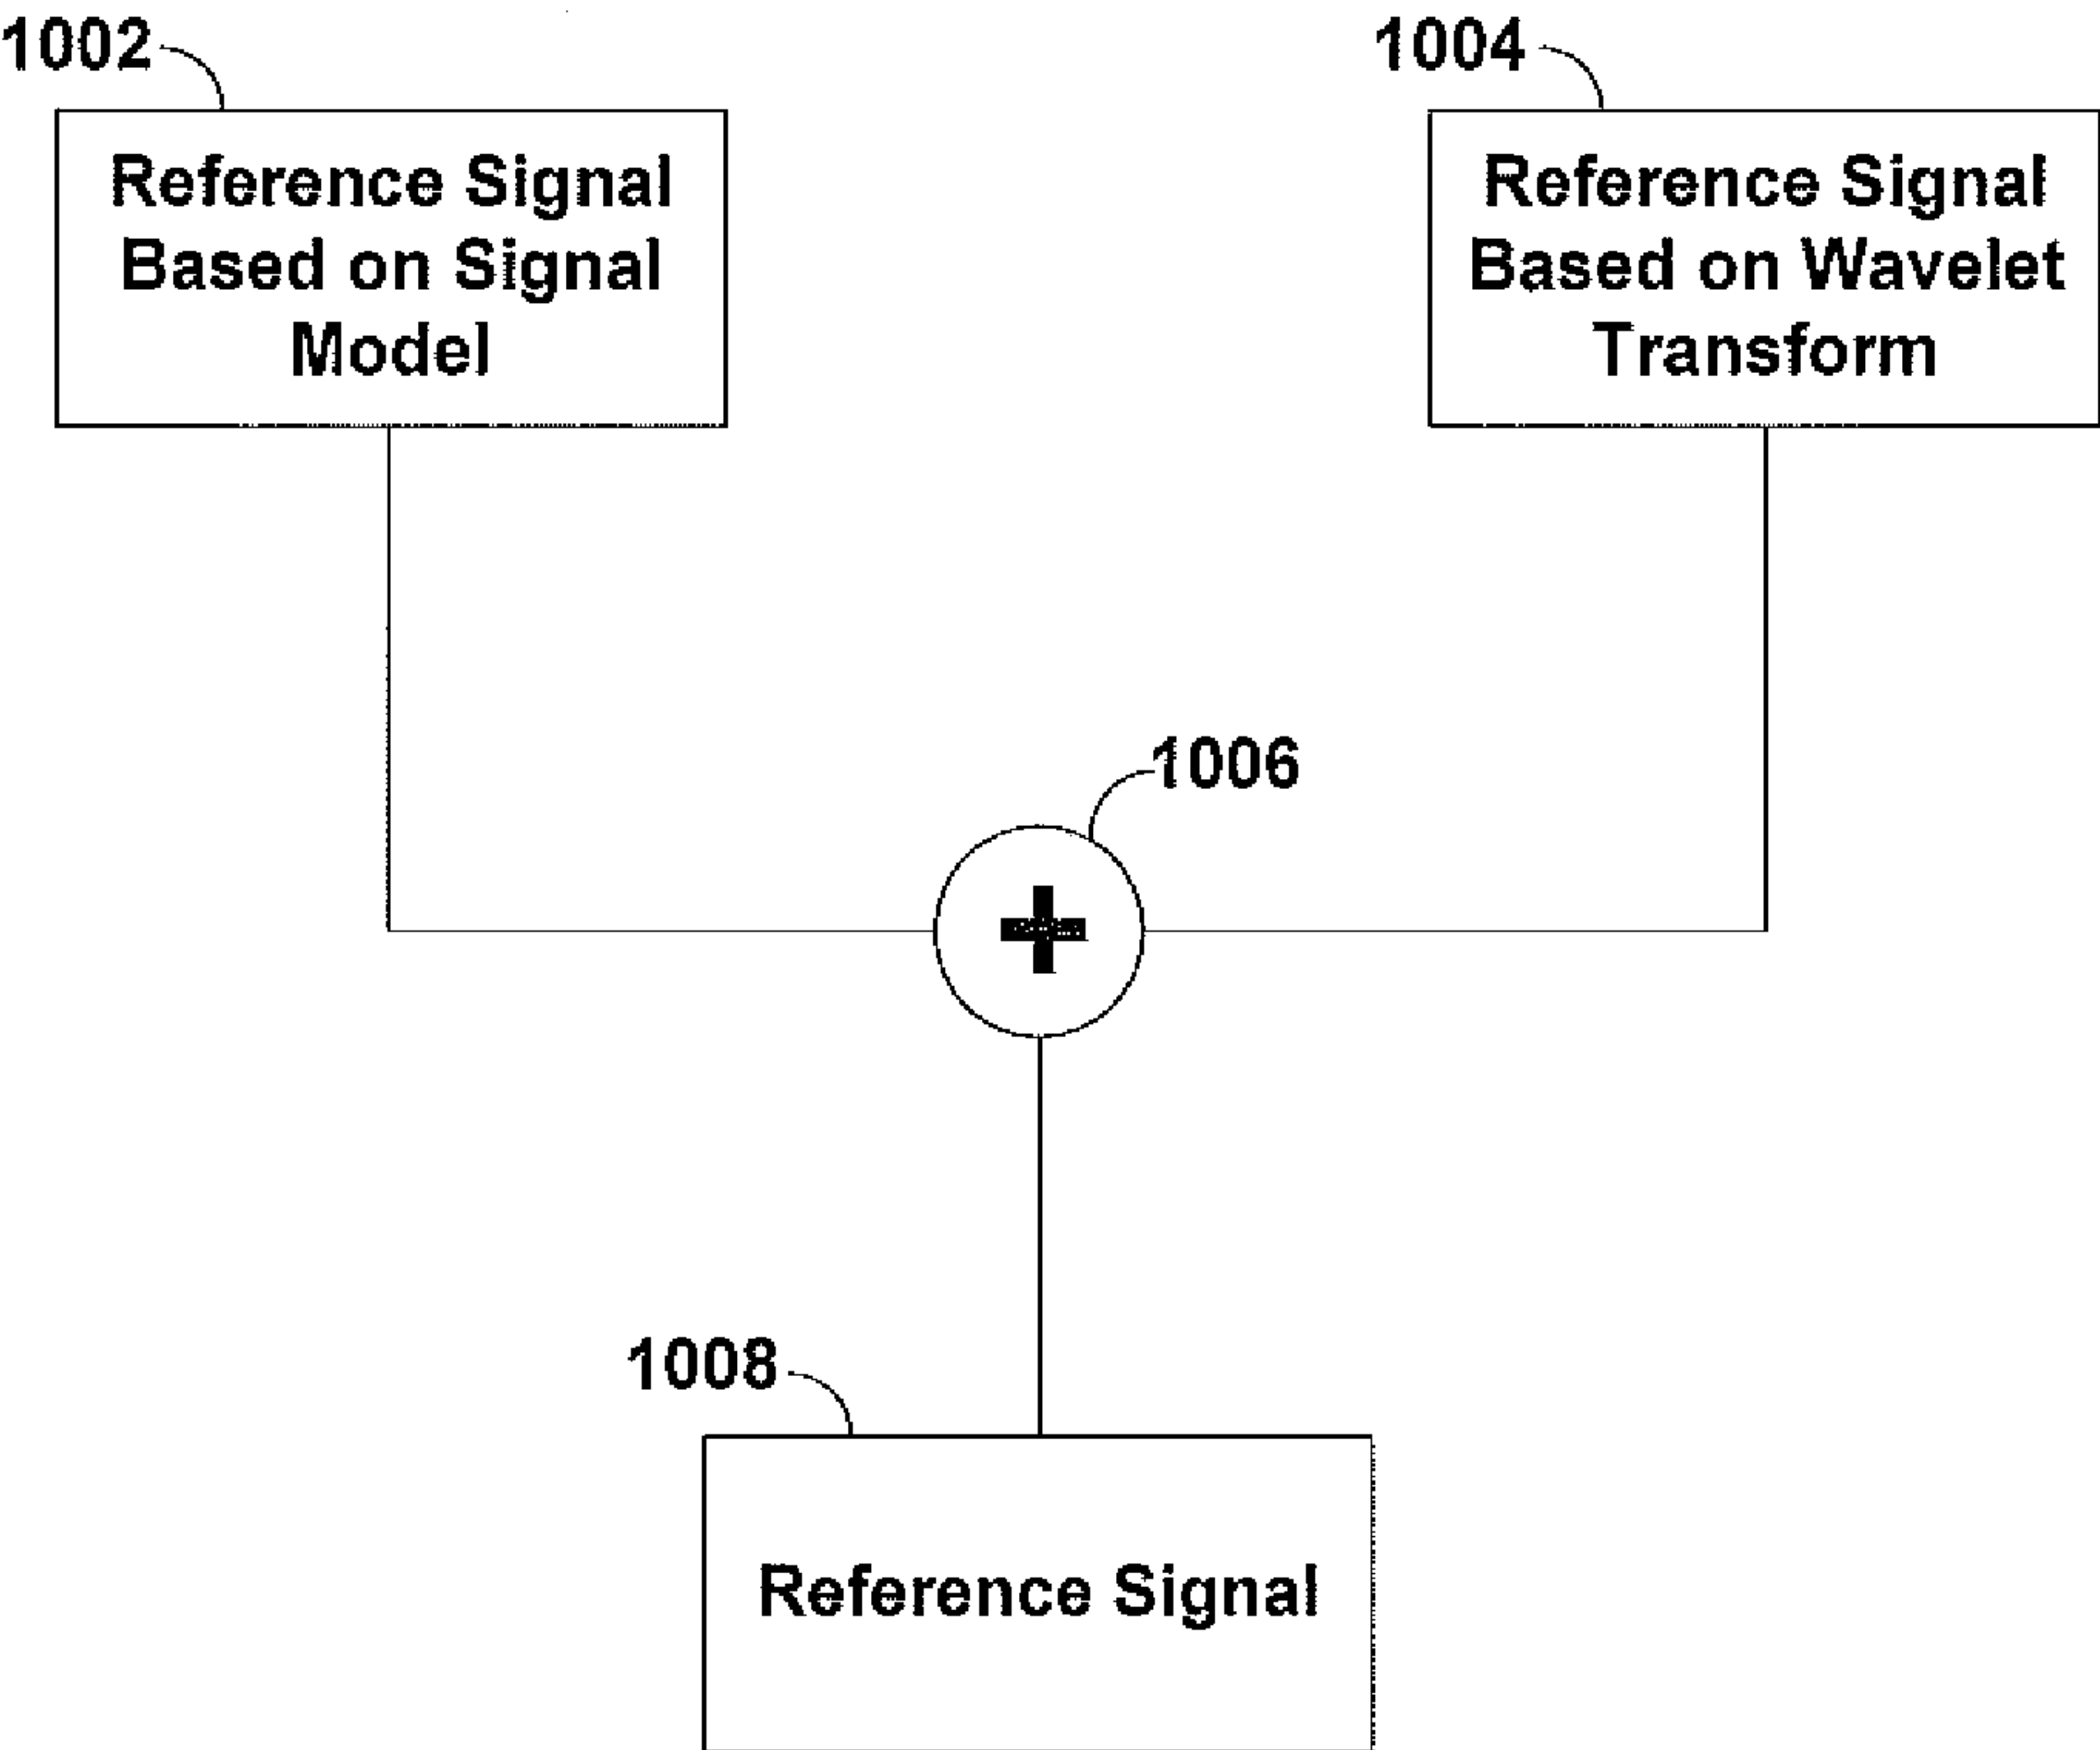 1002
Reference Signal
Based on Signal
Model
1004
Reference Signal
Based on Wavelet
Transform
1006
+
1008
Reference Signal